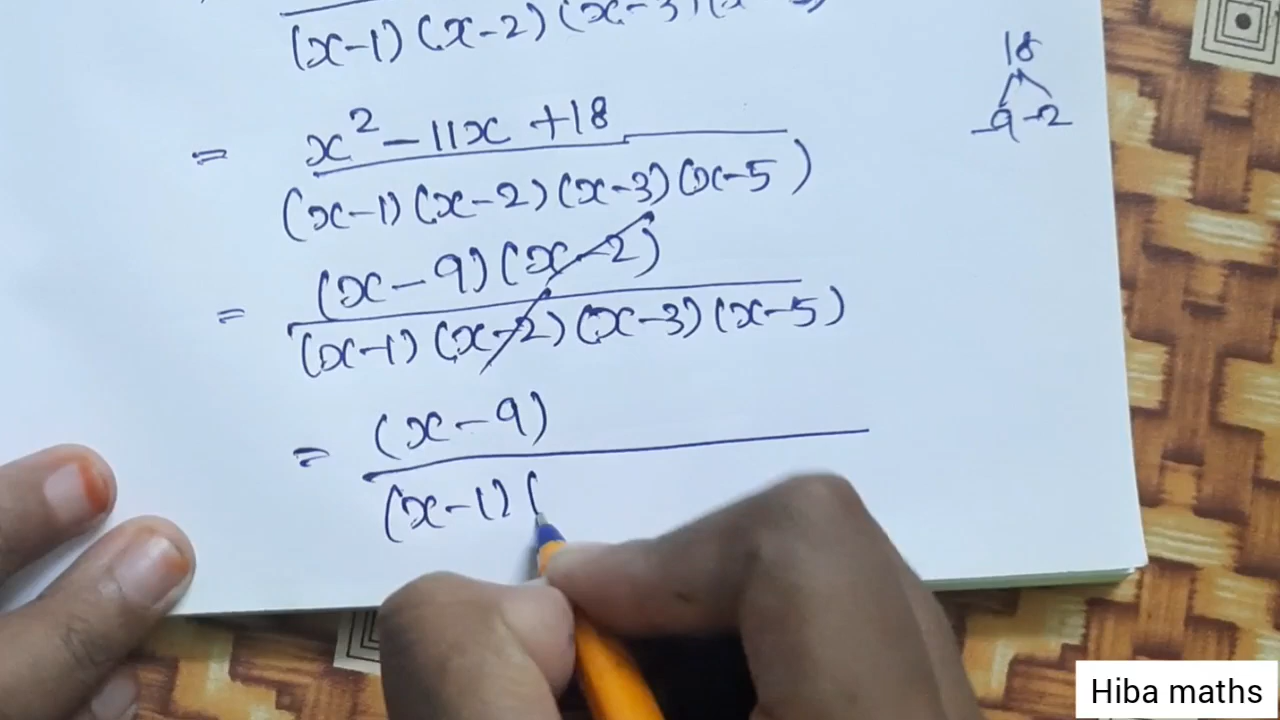 (x-1) (x-2) (x-3) (x
18
-9 -2
= x² - 11x + 18
(x-1) (x-2) (x-3) (x-5)
= (x-9) (x-2)
(x-1) (x-2) (x-3) (x-5)
= (x-9)
(x-1) (
Hiba maths